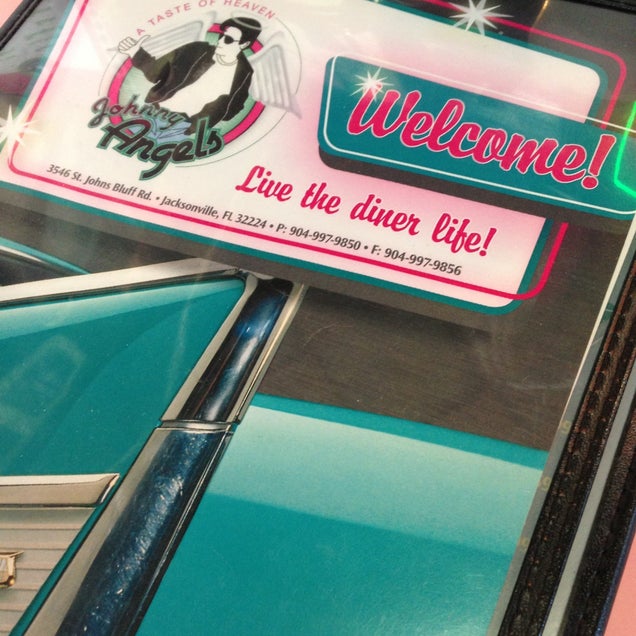 A TASTE OF HEAVEN
Johnny
Angels
Welcome!
Live the diner life!
3546 St. Johns Bluff Rd. • Jacksonville, FL 32224 • P: 904-997-9850 • F: 904-997-9856